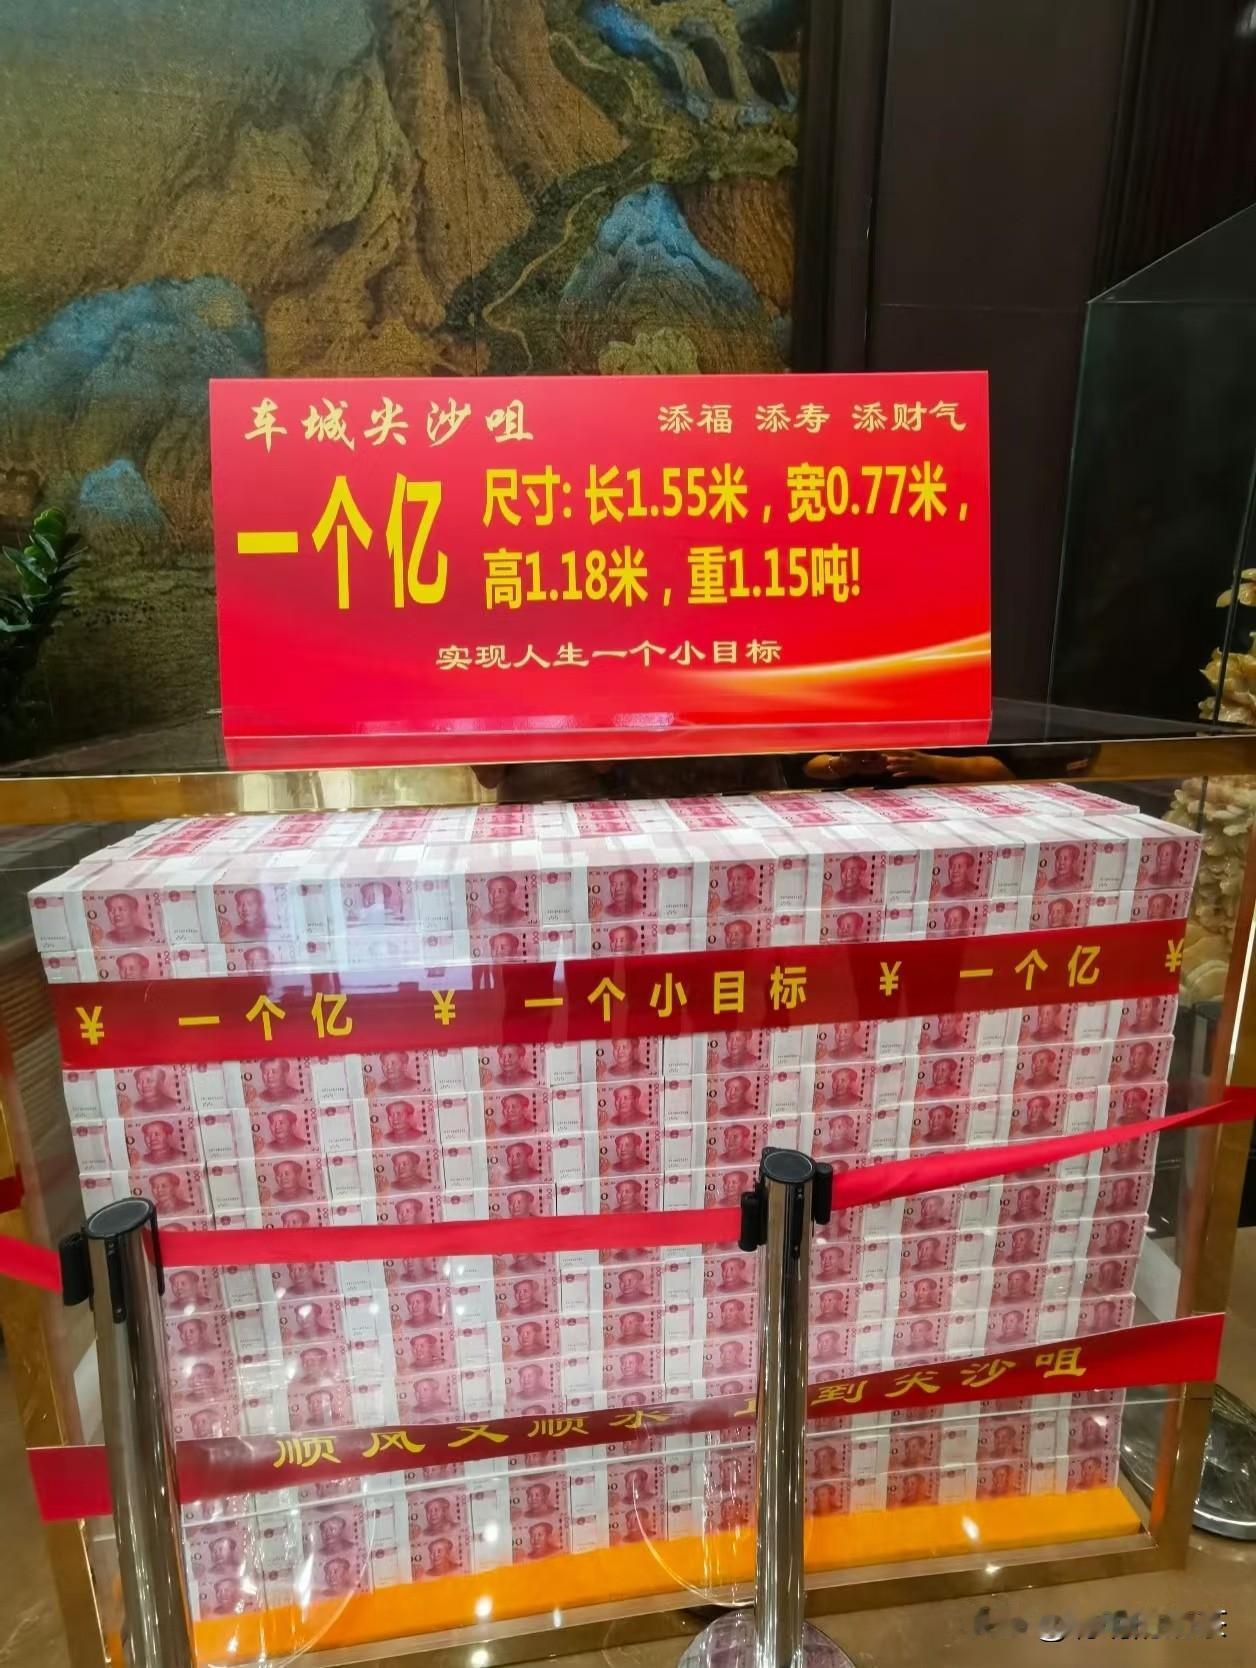 车城尖沙咀
添福 添寿 添财气
一个亿
尺寸：长1.55米，宽0.77米，
高1.18米，重1.15吨！
实现人生一个小目标
¥ 一个亿 ¥ 一个小目标 ¥ 一个亿 ¥
顺风又顺水 到尖沙咀